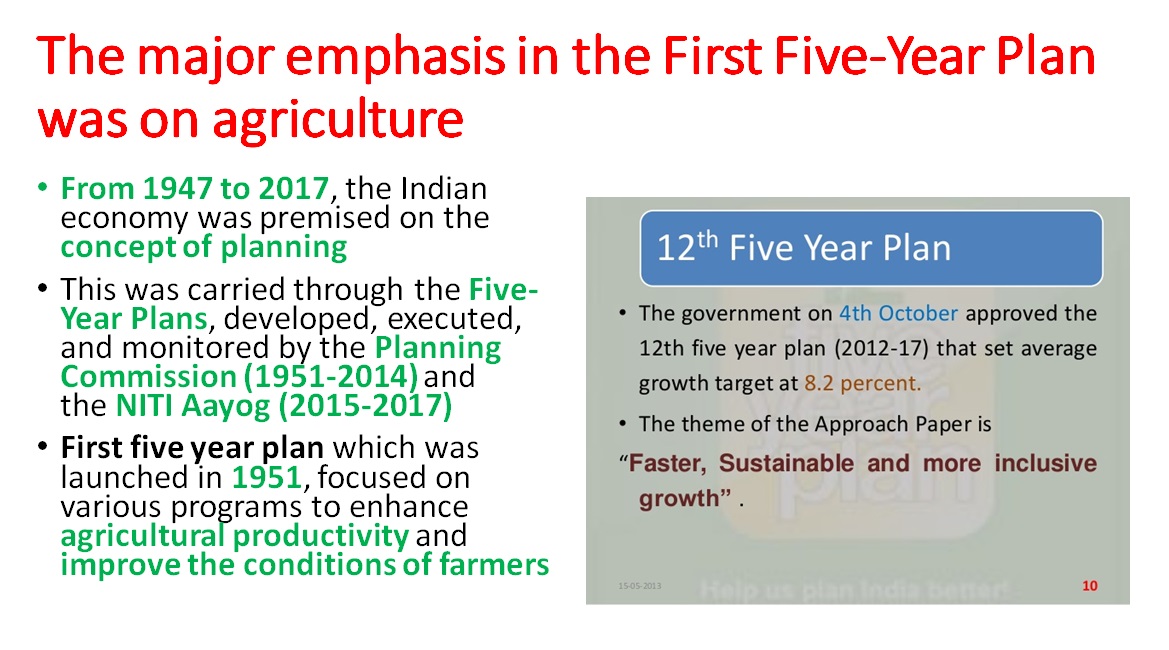 The major emphasis in the First Five-Year Plan
was on agriculture
• From 1947 to 2017, the Indian
economy was premised on the
concept of planning
• This was carried through the Five-
Year Plans, developed, executed,
and monitored by the Planning
Commission (1951-2014) and
the NITI Aayog (2015-2017)
• First five year plan which was
launched in 1951, focused on
various programs to enhance
agricultural productivity and
improve the conditions of farmers
12th Five Year Plan
• The government on 4th October approved the
12th five year plan (2012-17) that set average
growth target at 8.2 percent.
• The theme of the Approach Paper is
“Faster, Sustainable and more inclusive
growth” .
five
year
plan
Help us plan India better!
15-05-2013
10